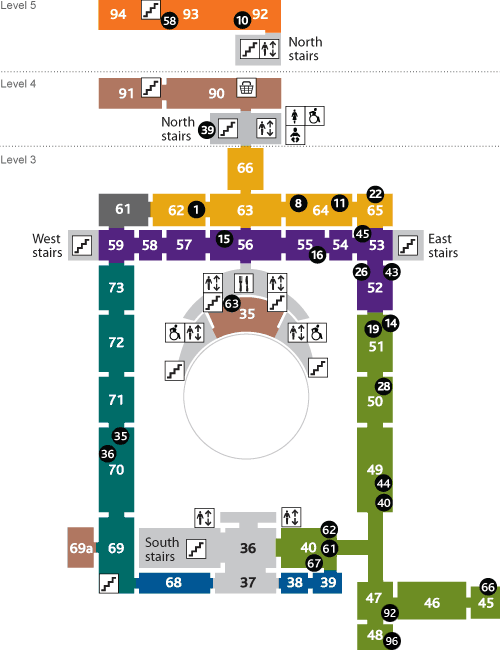 Level 5
94 58 93 10 92
North
stairs
Level 4
91 90
North
stairs 39
Level 3
66
22
61 62 1 63 8 64 11 65
45
West
stairs
59 58 57 15 56 55 16 54 53
East
stairs
26 43
73 52
63 35
19 14
72 51
28
71 50
35
36
70 49
44
40
62
69a 69 South
stairs 36 40 61
67
68 37 38 39
66
47 46 45
92
48 96